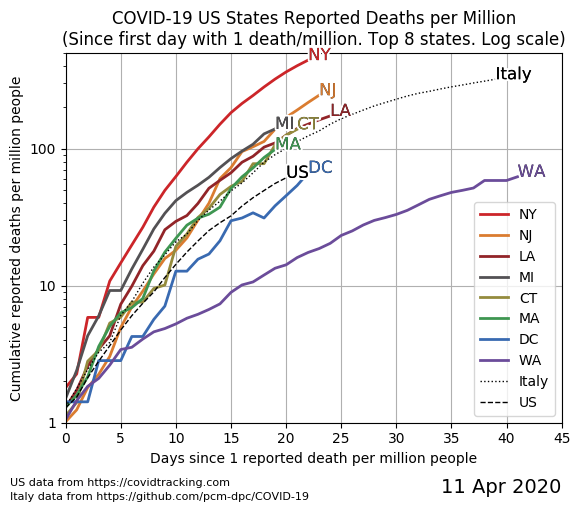 COVID-19 US States Reported Deaths per Million
(Since first day with 1 death/million. Top 8 states. Log scale)
Cumulative reported deaths per million people
100
10
1
NY
Italy
NJ
LA
MI
CT
MA
DC
US
WA
NY
NJ
LA
MI
CT
MA
DC
WA
Italy
US
0 5 10 15 20 25 30 35 40 45
Days since 1 reported death per million people
US data from https://covidtracking.com
Italy data from https://github.com/pcm-dpc/COVID-19
11 Apr 2020